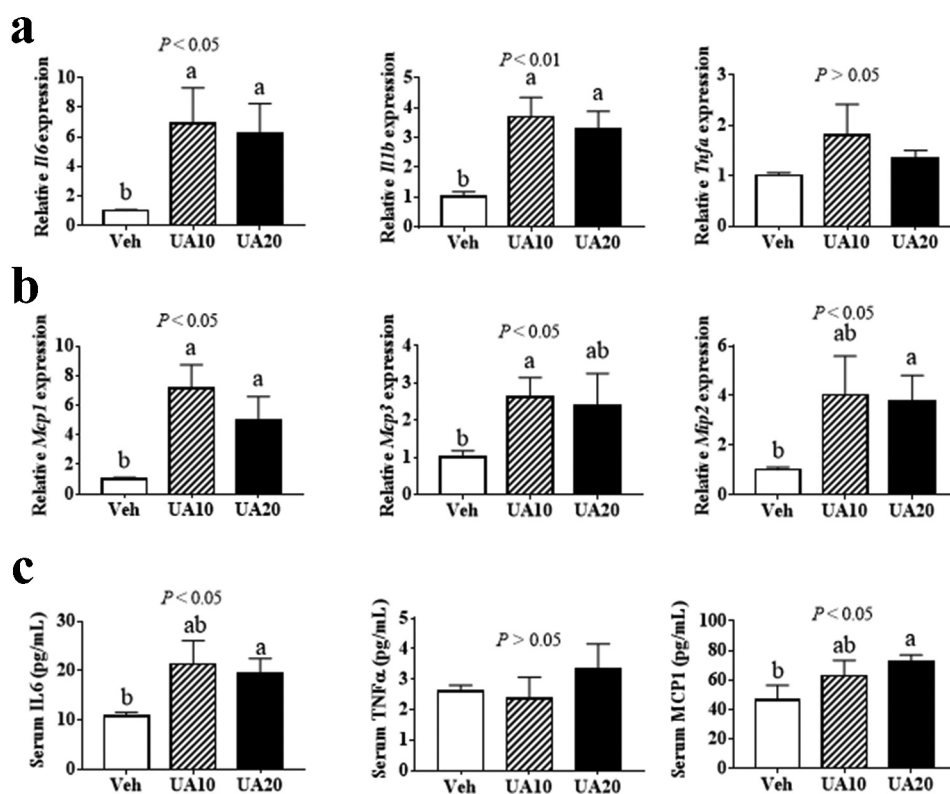 a
P < 0.05
a
a
b
Relative Il6 expression
10
8
6
4
2
0
Veh UA10 UA20
P < 0.01
a
a
b
Relative Il1b expression
5
4
3
2
1
0
Veh UA10 UA20
P > 0.05
Relative Tnfa expression
3
2
1
0
Veh UA10 UA20
b
P < 0.05
a
a
b
Relative Mcp1 expression
10
8
6
4
2
0
Veh UA10 UA20
P < 0.05
a
ab
b
Relative Mcp3 expression
4
3
2
1
0
Veh UA10 UA20
P < 0.05
ab
a
b
Relative Mip2 expression
6
4
2
0
Veh UA10 UA20
c
P < 0.05
ab
a
b
Serum IL6 (pg/mL)
30
20
10
0
Veh UA10 UA20
P > 0.05
Serum TNFα (pg/mL)
5
4
3
2
1
0
Veh UA10 UA20
P < 0.05
ab
a
b
Serum MCP1 (pg/mL)
100
80
60
40
20
0
Veh UA10 UA20